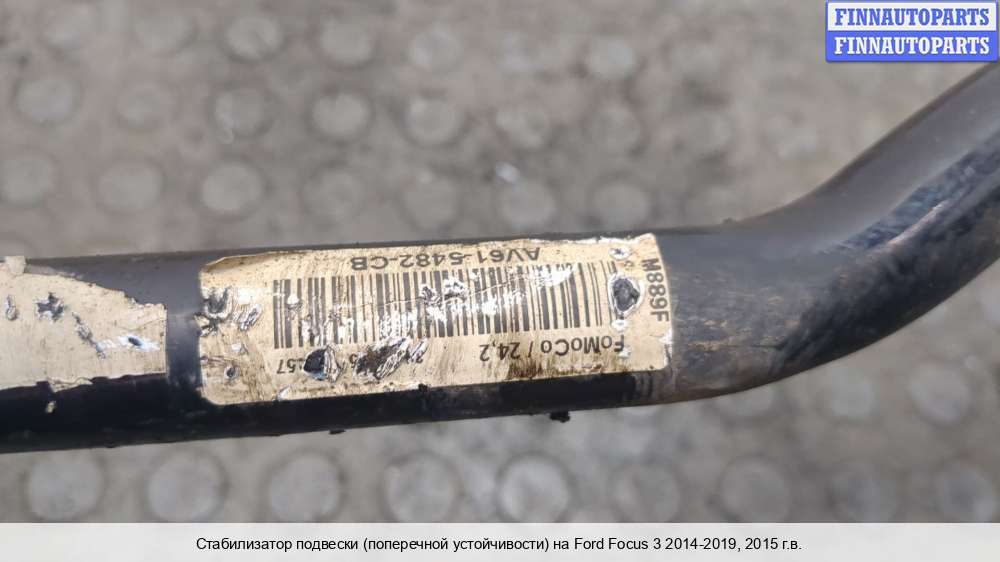 FINNAUTOPARTS
FINNAUTOPARTS
AV61-5482-CB
M889F
FoMoCo / 24,2
Стабилизатор подвески (поперечной устойчивости) на Ford Focus 3 2014-2019, 2015 г.в.